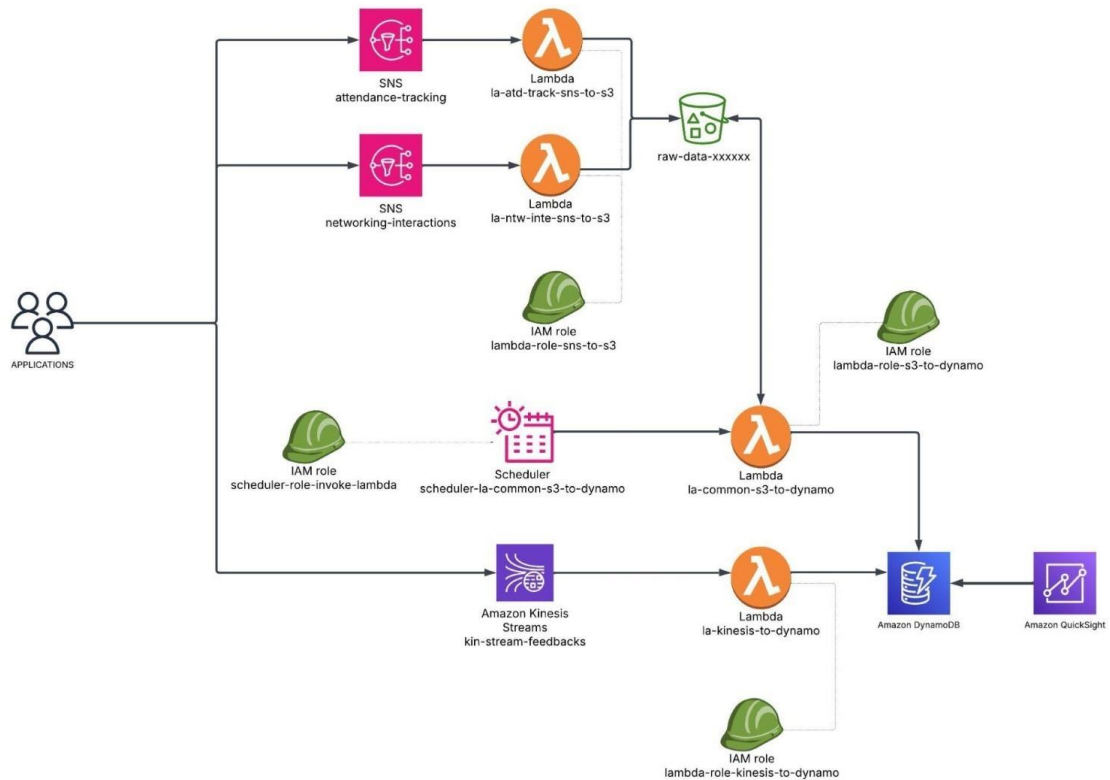 SNS
attendance-tracking
Lambda
la-atd-track-sns-to-s3
raw-data-xxxxxx
SNS
networking-interactions
Lambda
la-ntw-inte-sns-to-s3
APPLICATIONS
IAM role
lambda-role-sns-to-s3
IAM role
lambda-role-s3-to-dynamo
IAM role
scheduler-role-invoke-lambda
Scheduler
scheduler-la-common-s3-to-dynamo
Lambda
la-common-s3-to-dynamo
Amazon Kinesis
Streams
kin-stream-feedbacks
Lambda
la-kinesis-to-dynamo
Amazon DynamoDB
Amazon QuickSight
IAM role
lambda-role-kinesis-to-dynamo